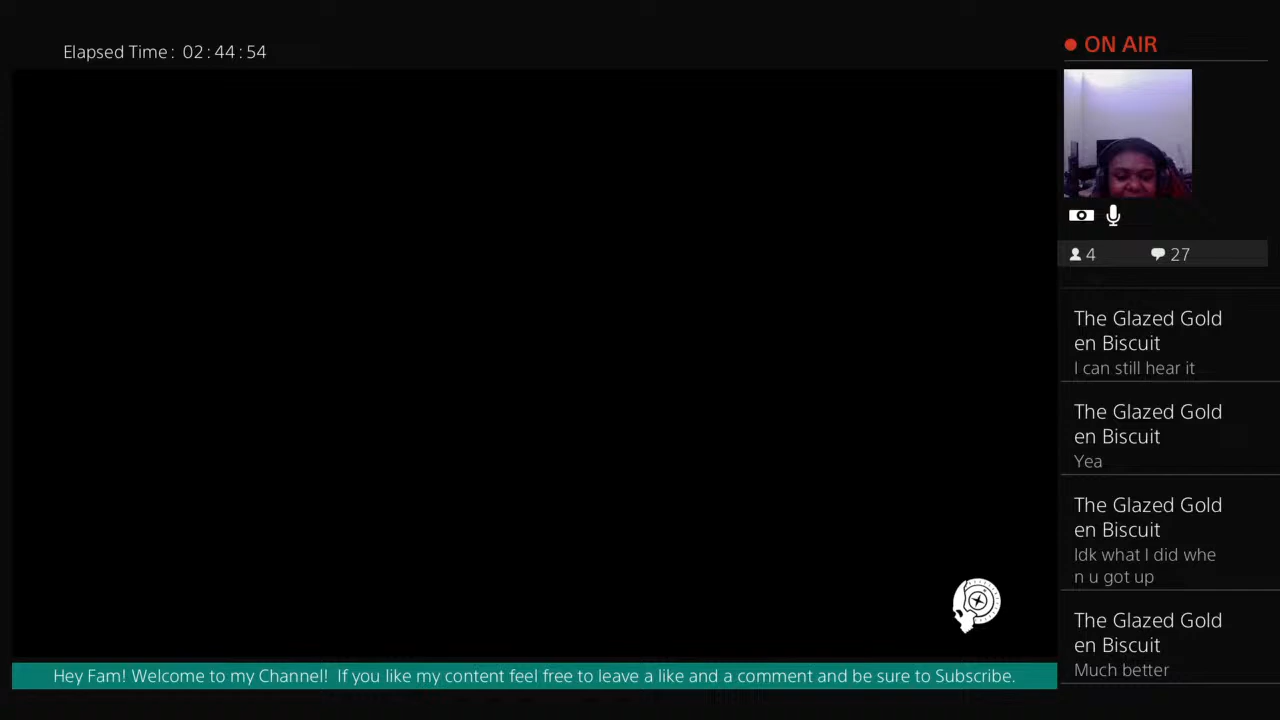 Elapsed Time: 02:44:54
ON AIR
4 27
The Glazed Gold
en Biscuit
I can still hear it
The Glazed Gold
en Biscuit
Yea
The Glazed Gold
en Biscuit
Idk what I did whe
n u got up
The Glazed Gold
en Biscuit
Much better
Hey Fam! Welcome to my Channel! If you like my content feel free to leave a like and a comment and be sure to Subscribe.